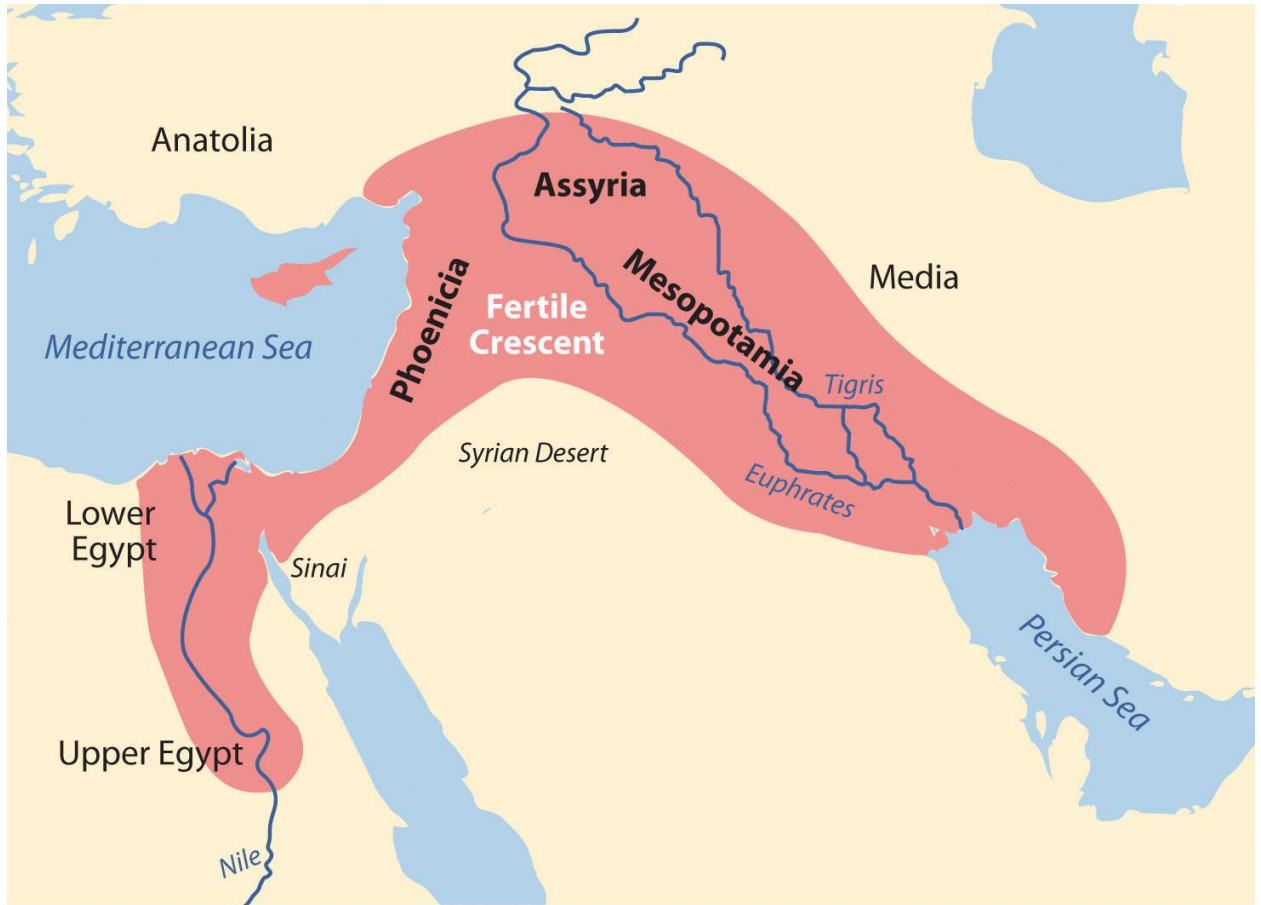 Anatolia
Assyria
Media
Mesopotamia
Phoenicia
Fertile
Crescent
Mediterranean Sea
Tigris
Syrian Desert
Euphrates
Lower
Egypt
Sinai
Persian Sea
Upper Egypt
Nile